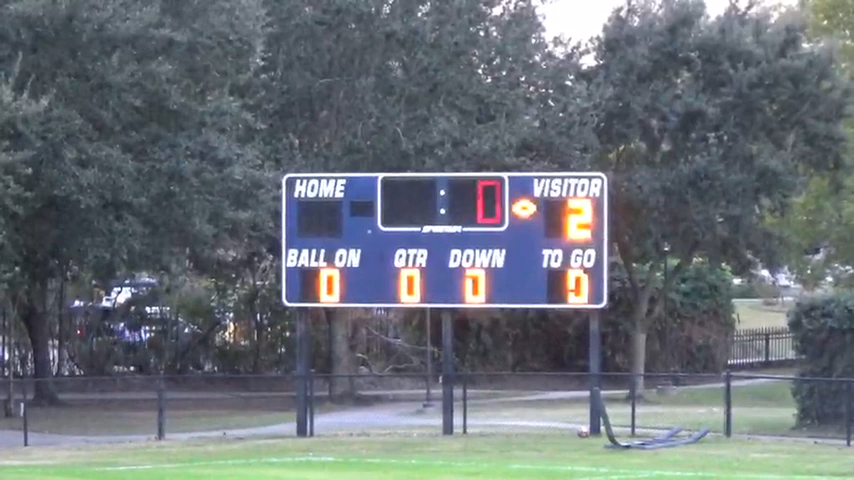 HOME : 0 VISITOR
2
BALL ON QTR DOWN TO GO
0 0 0 0